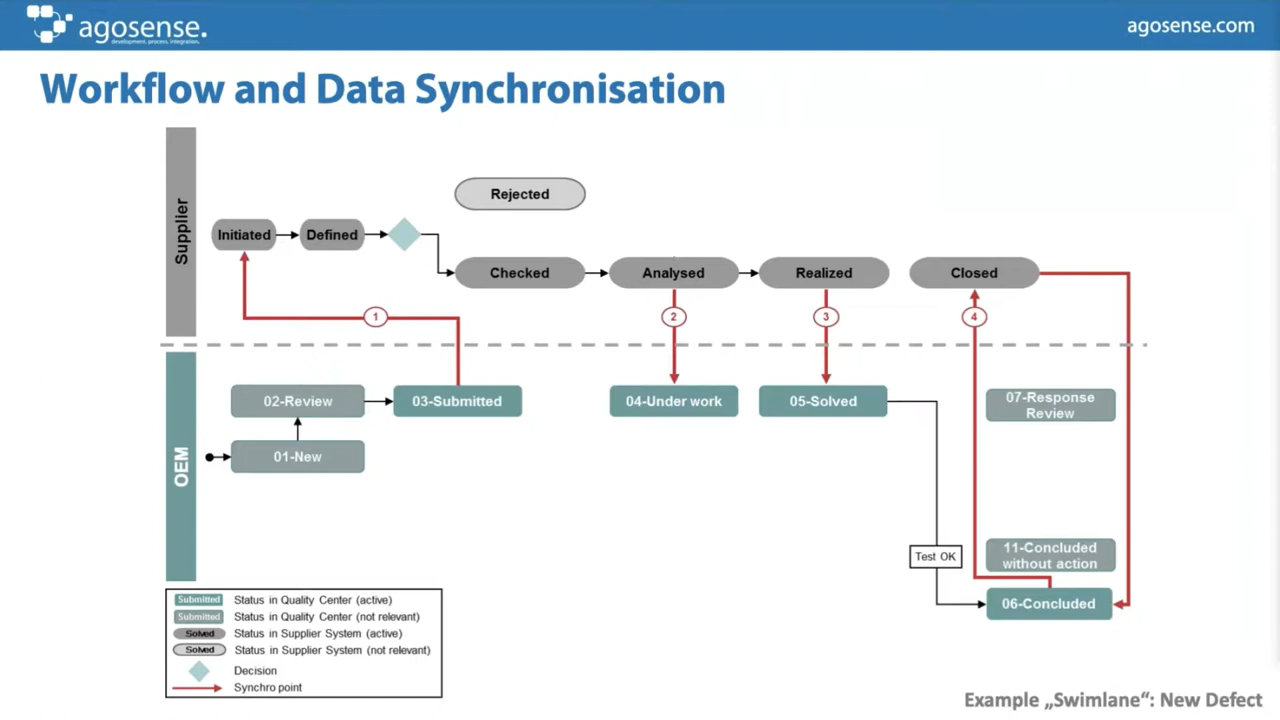 agosense.
development. process. integration.
agosense.com
Workflow and Data Synchronisation
Supplier
Rejected
Initiated
Defined
Checked
Analysed
Realized
Closed
1
2
3
4
OEM
02-Review
03-Submitted
04-Under work
05-Solved
07-Response
Review
01-New
Test OK
11-Concluded
without action
06-Concluded
Submitted Status in Quality Center (active)
Submitted Status in Quality Center (not relevant)
Solved Status in Supplier System (active)
Solved Status in Supplier System (not relevant)
Decision
Synchro point
Example „Swimlane“: New Defect